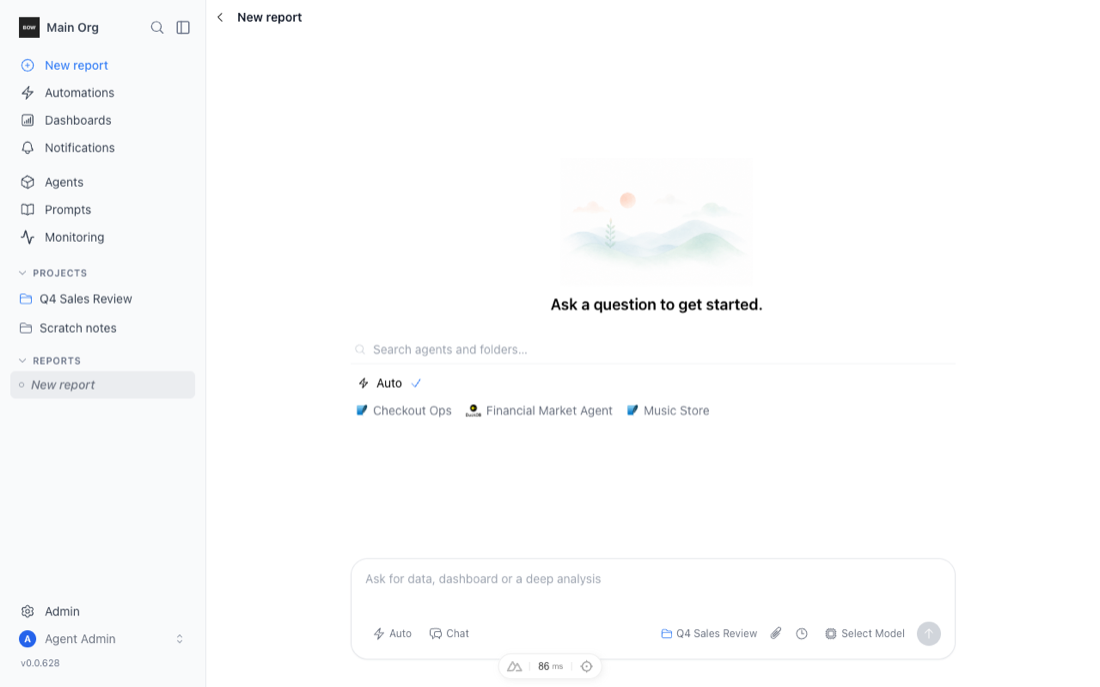 BOW Main Org
New report
Automations
Dashboards
Notifications
Agents
Prompts
Monitoring
PROJECTS
Q4 Sales Review
Scratch notes
REPORTS
New report
Admin
A Agent Admin
v0.0.628
New report
Ask a question to get started.
Search agents and folders...
Auto
Checkout Ops DuckDB Financial Market Agent Music Store
Ask for data, dashboard or a deep analysis
Auto Chat Q4 Sales Review Select Model
86 ms